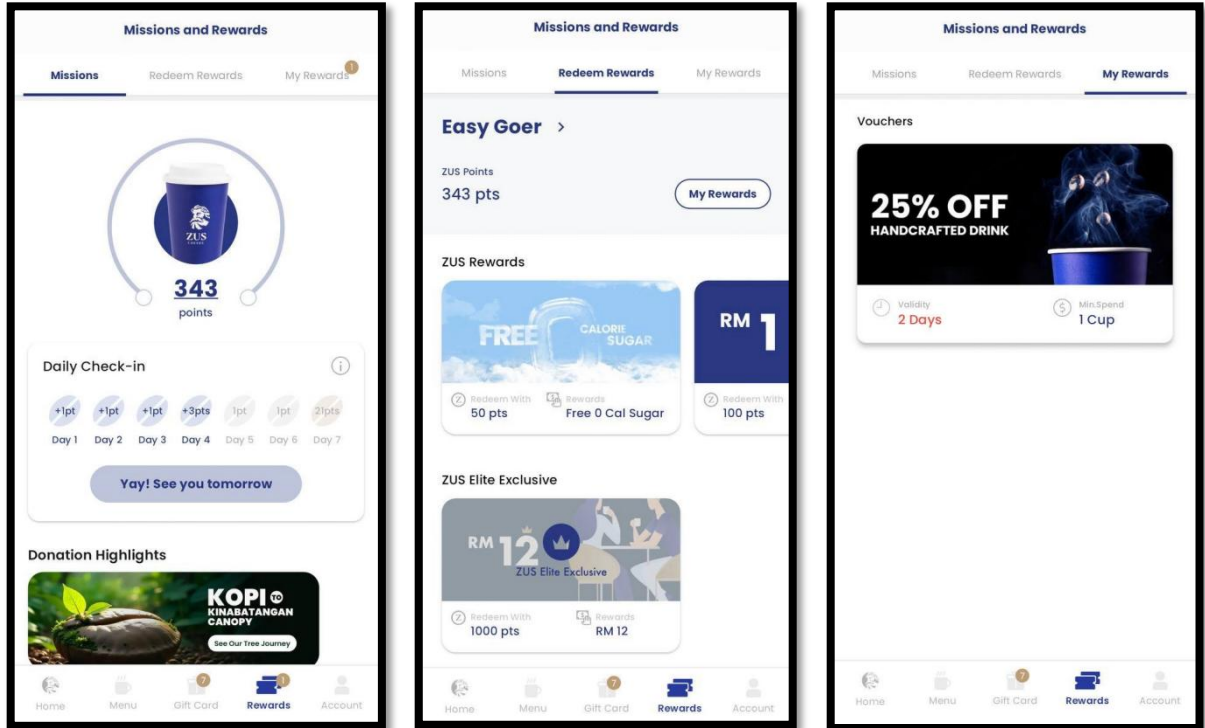 Missions and Rewards
Missions
Redeem Rewards
My Rewards
1
ZUS
COFFEE
343
points
Daily Check-in
+1pt
+1pt
+1pt
+3pts
1pt
1pt
21pts
Day 1
Day 2
Day 3
Day 4
Day 5
Day 6
Day 7
Yay! See you tomorrow
Donation Highlights
KOPI TO
KINABATANGAN
CANOPY
See Our Tree Journey
7
1
Home
Menu
Gift Card
Rewards
Account
Missions and Rewards
Missions
Redeem Rewards
My Rewards
Easy Goer >
ZUS Points
343 pts
My Rewards
ZUS Rewards
FREE 0 CALORIE
SUGAR
Redeem With
50 pts
Rewards
Free 0 Cal Sugar
RM 1
Redeem With
100 pts
ZUS Elite Exclusive
RM 12
ZUS Elite Exclusive
Redeem With
1000 pts
Rewards
RM 12
7
Home
Menu
Gift Card
Rewards
Account
Missions and Rewards
Missions
Redeem Rewards
My Rewards
Vouchers
25% OFF
HANDCRAFTED DRINK
Validity
2 Days
Min.Spend
1 Cup
7
Home
Menu
Gift Card
Rewards
Account